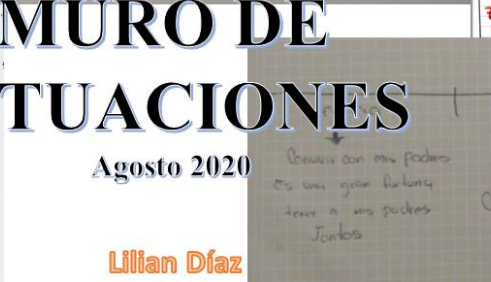 MURO DE
TUACIONES
Agosto 2020
Convivir con mis padres
es una gran fortuna
tener a mis padres
Juntos
Lilian Díaz